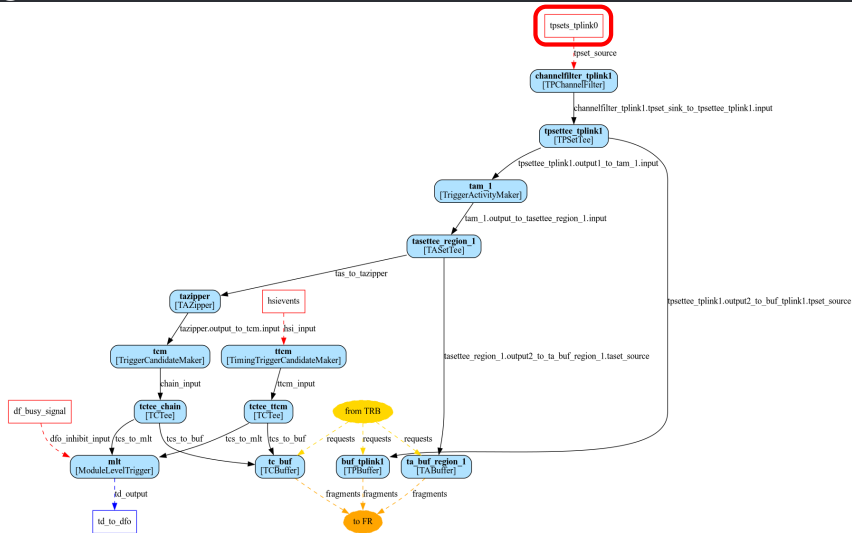 tpsets_tplink0
tpset_source
channelfilter_tplink1
[TPChannelFilter]
channelfilter_tplink1.tpset_sink_to_tpsettee_tplink1.input
tpsettee_tplink1
[TPSetTee]
tpsettee_tplink1.output1_to_tam_1.input
tam_1
[TriggerActivityMaker]
tam_1.output_to_tasettee_region_1.input
tasettee_region_1
[TASetTee]
tas_to_tazipper
tazipper
[TAZipper]
hsievents
tpsettee_tplink1.output2_to_buf_tplink1.tpset_source
tazipper.output_to_tcm.input
hsi_input
tcm
[TriggerCandidateMaker]
ttcm
[TimingTriggerCandidateMaker]
tasettee_region_1.output2_to_ta_buf_region_1.taset_source
chain_input
ttcm_input
df_busy_signal
tctee_chain
[TCTee]
tctee_ttcm
[TCTee]
from TRB
dfo_inhibit_input
tcs_to_mlt
tcs_to_buf
tcs_to_mlt
tcs_to_buf
requests
requests
requests
mlt
[ModuleLevelTrigger]
tc_buf
[TCBuffer]
buf_tplink1
[TPBuffer]
ta_buf_region_1
[TABuffer]
td_output
fragments
fragments
fragments
td_to_dfo
to FR